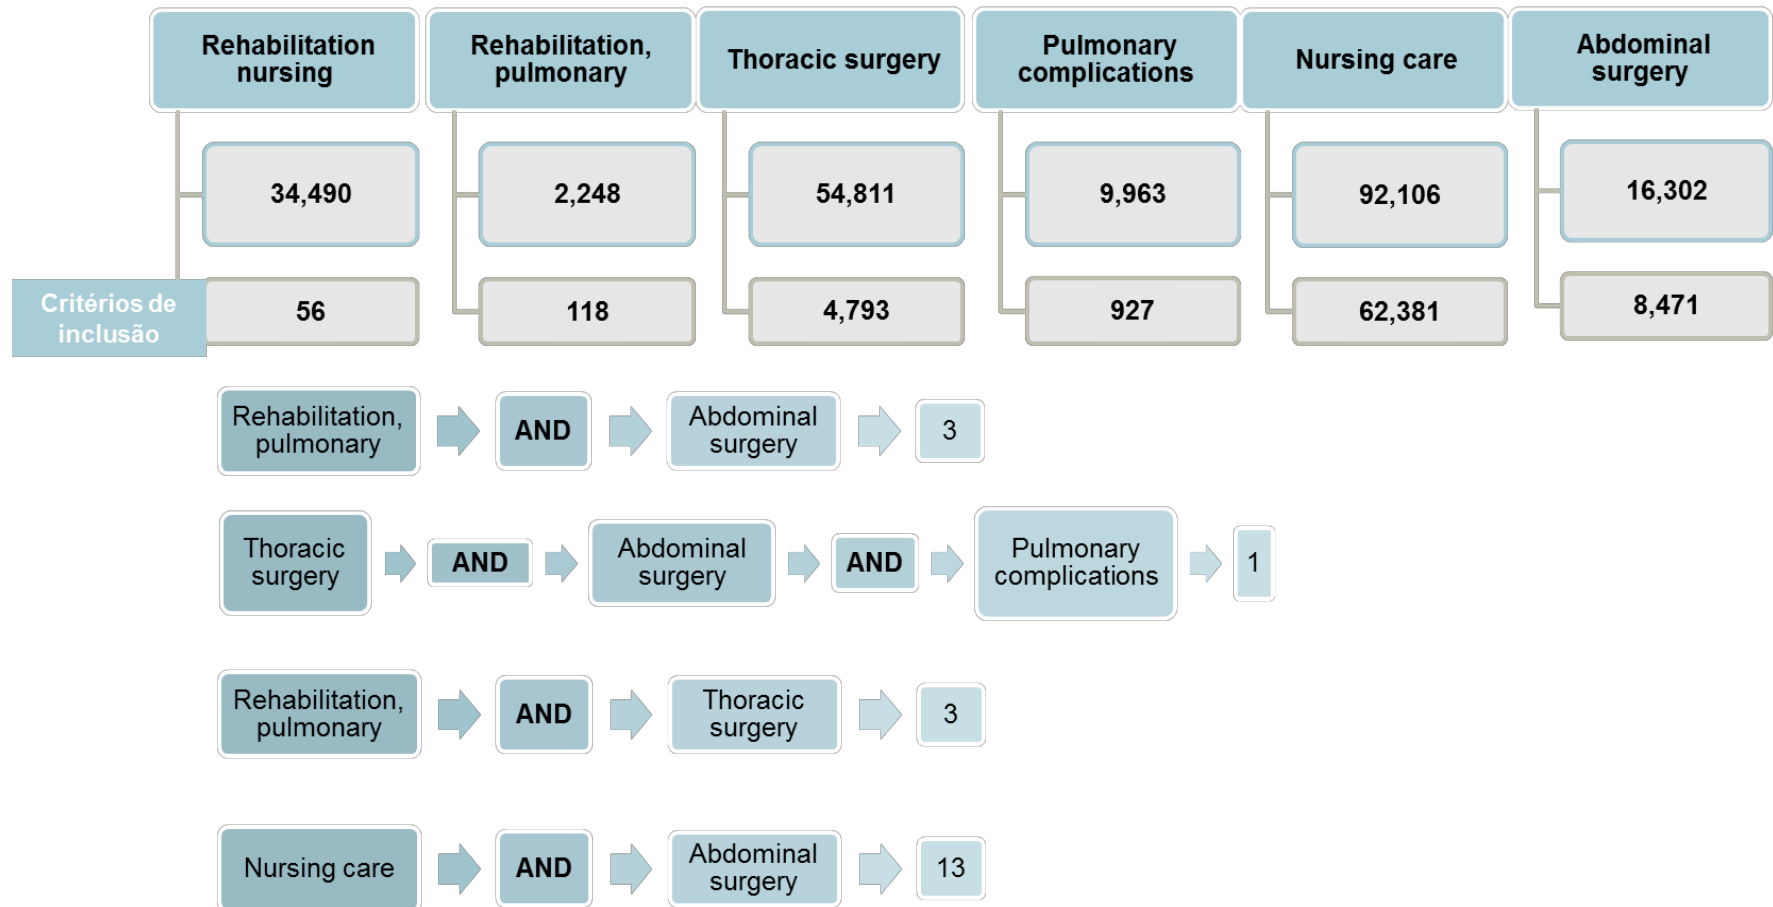 Rehabilitation
nursing
Rehabilitation,
pulmonary
Thoracic surgery
Pulmonary
complications
Nursing care
Abdominal
surgery
34,490
2,248
54,811
9,963
92,106
16,302
Critérios de
inclusão
56
118
4,793
927
62,381
8,471
Rehabilitation,
pulmonary
AND
Abdominal
surgery
3
Thoracic
surgery
AND
Abdominal
surgery
AND
Pulmonary
complications
1
Rehabilitation,
pulmonary
AND
Thoracic
surgery
3
Nursing care
AND
Abdominal
surgery
13